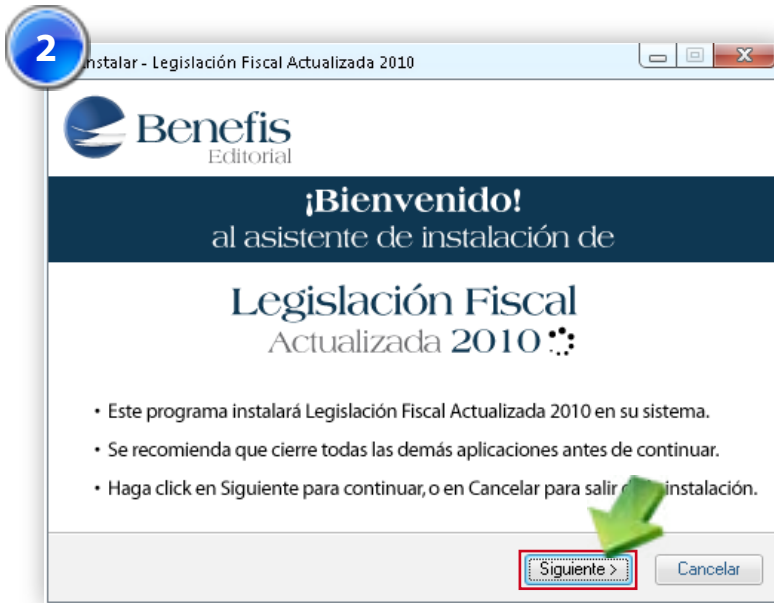 2
nstalar - Legislación Fiscal Actualizada 2010
Benefis
Editorial
¡Bienvenido!
al asistente de instalación de
Legislación Fiscal
Actualizada 2010
• Este programa instalará Legislación Fiscal Actualizada 2010 en su sistema.
• Se recomienda que cierre todas las demás aplicaciones antes de continuar.
• Haga click en Siguiente para continuar, o en Cancelar para salir instalación.
Siguiente >
Cancelar